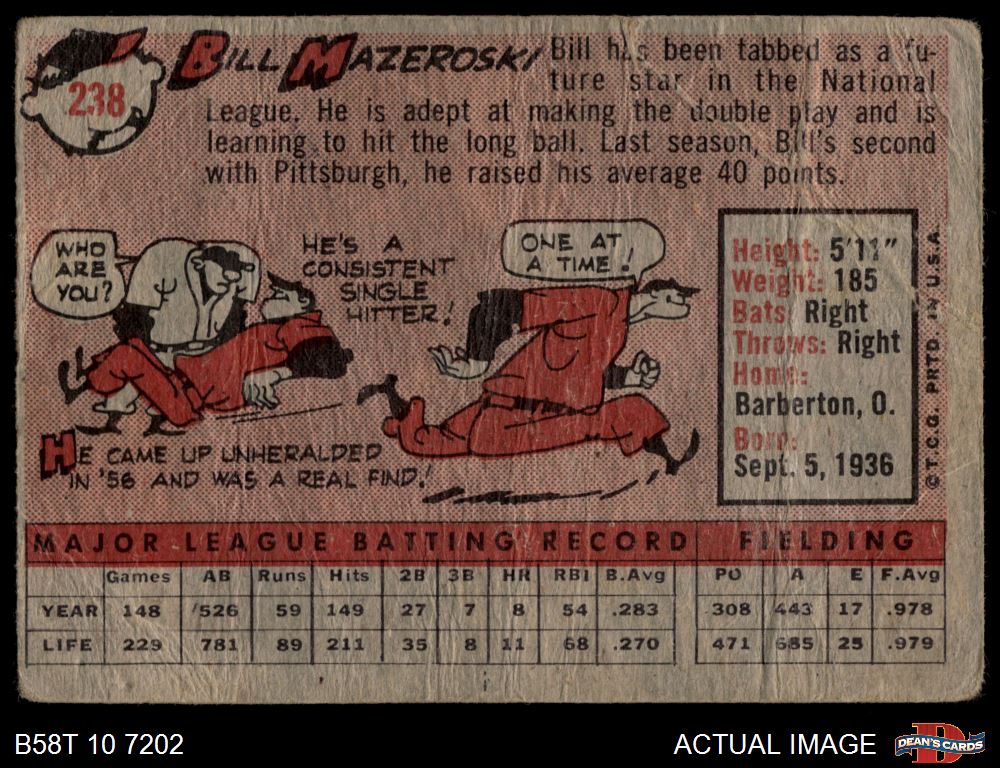 238
BILL MAZEROSKI
Bill has been tabbed as a fu-
ture star in the National
League. He is adept at making the double play and is
learning to hit the long ball. Last season, Bill's second
with Pittsburgh, he raised his average 40 points.
WHO
ARE
YOU?
HE'S A
CONSISTENT
SINGLE
HITTER!
ONE AT
A TIME!
HE CAME UP UNHERALDED
IN '56 AND WAS A REAL FIND!
Height: 5'11"
Weight: 185
Bats: Right
Throws: Right
Home:
Barberton, O.
Born:
Sept. 5, 1936
© T.C.G. PRTD. IN U.S.A.
MAJOR LEAGUE BATTING RECORD FIELDING
Games AB Runs Hits 2B 3B HR RBI B.Avg PO A E F.Avg
YEAR 148 526 59 149 27 7 8 54 .283 308 443 17 .978
LIFE 229 781 89 211 35 8 11 68 .270 471 685 25 .979
B58T 10 7202
ACTUAL IMAGE
DEAN'S CARDS